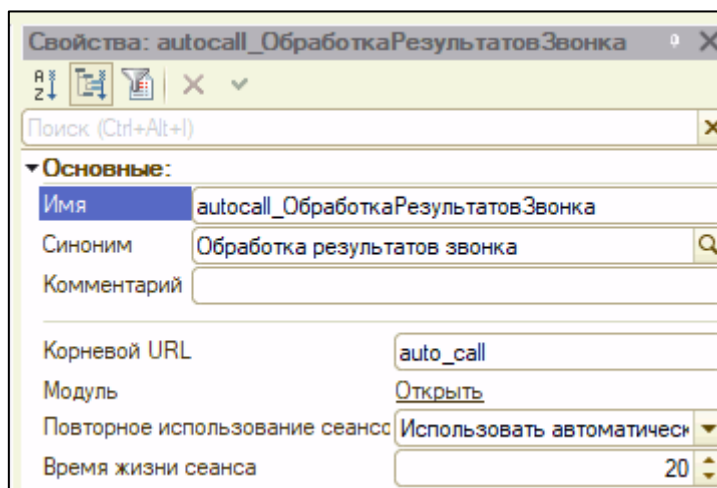 Свойства: autocall_ОбработкаРезультатовЗвонка
Поиск (Ctrl+Alt+I)
Основные:
Имя autocall_ОбработкаРезультатовЗвонка
Синоним Обработка результатов звонка
Комментарий
Корневой URL auto_call
Модуль Открыть
Повторное использование сеансо Использовать автоматическ
Время жизни сеанса 20